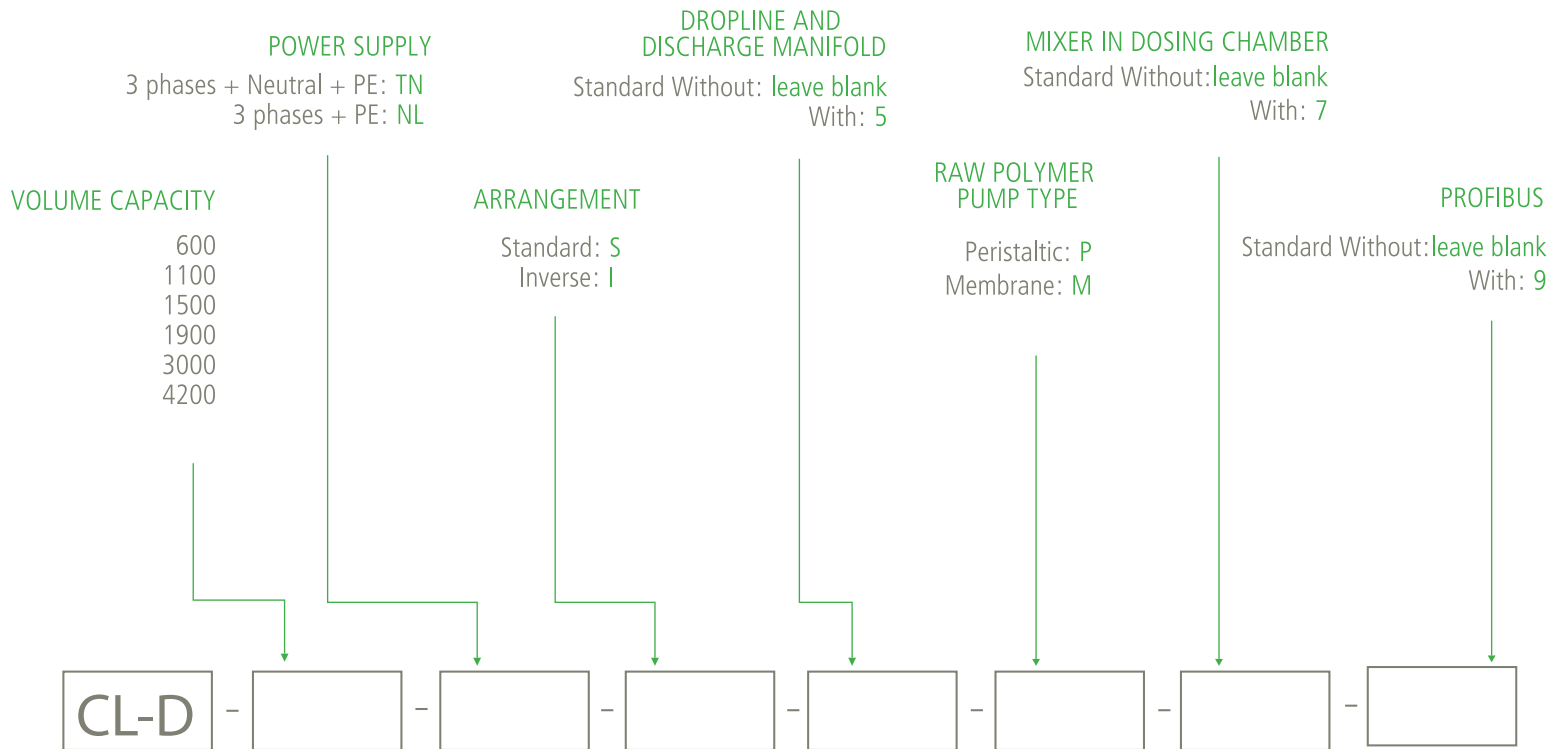 POWER SUPPLY
3 phases + Neutral + PE: TN
3 phases + PE: NL
DROPLINE AND
DISCHARGE MANIFOLD
Standard Without: leave blank
With: 5
MIXER IN DOSING CHAMBER
Standard Without:leave blank
With: 7
VOLUME CAPACITY
600
1100
1500
1900
3000
4200
ARRANGEMENT
Standard: S
Inverse: I
RAW POLYMER
PUMP TYPE
Peristaltic: P
Membrane: M
PROFIBUS
Standard Without:leave blank
With: 9
CL-D - - - - - - -